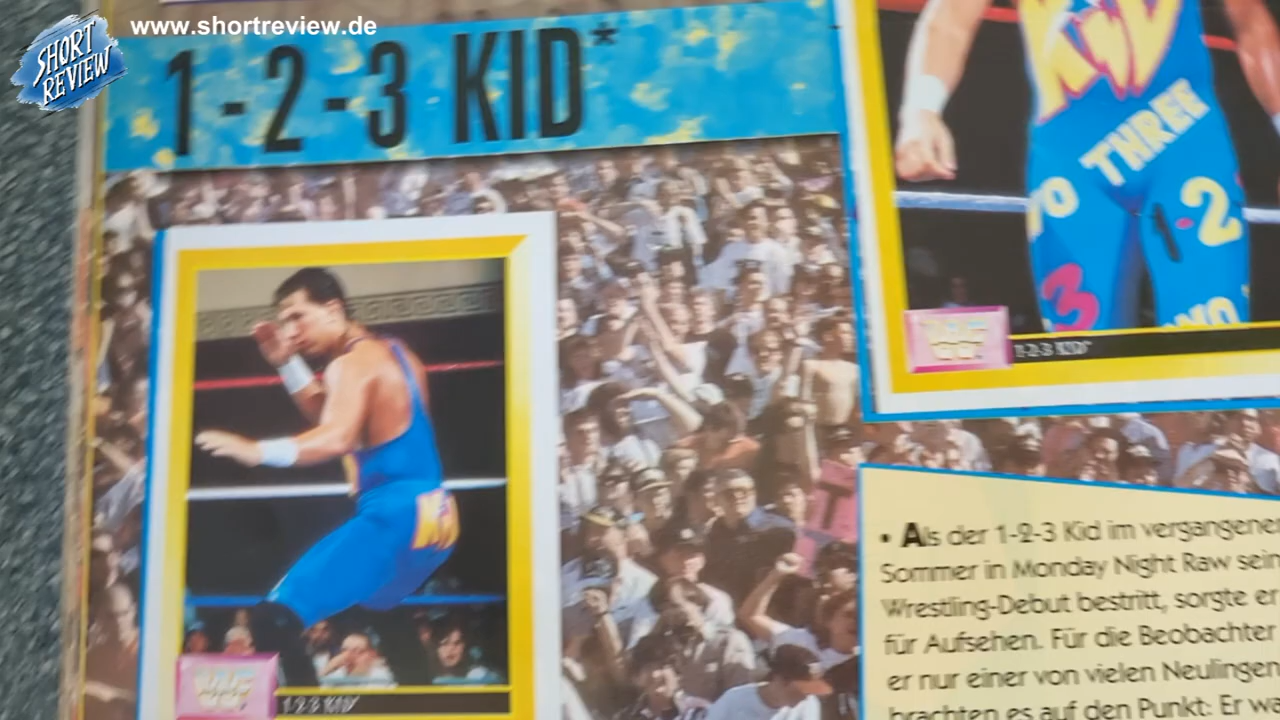 SHORT
REVIEW
www.shortreview.de
1-2-3 KID*
KID
THREE
1-2
3
WO
1-2-3 KID
KID
1-2-3 KID
• Als der 1-2-3 Kid im vergangene
Sommer in Monday Night Raw sein
Wrestling-Debut bestritt, sorgte er
für Aufsehen. Für die Beobachter
er nur einer von vielen Neulingen
brachten es auf den Punkt: Er wa